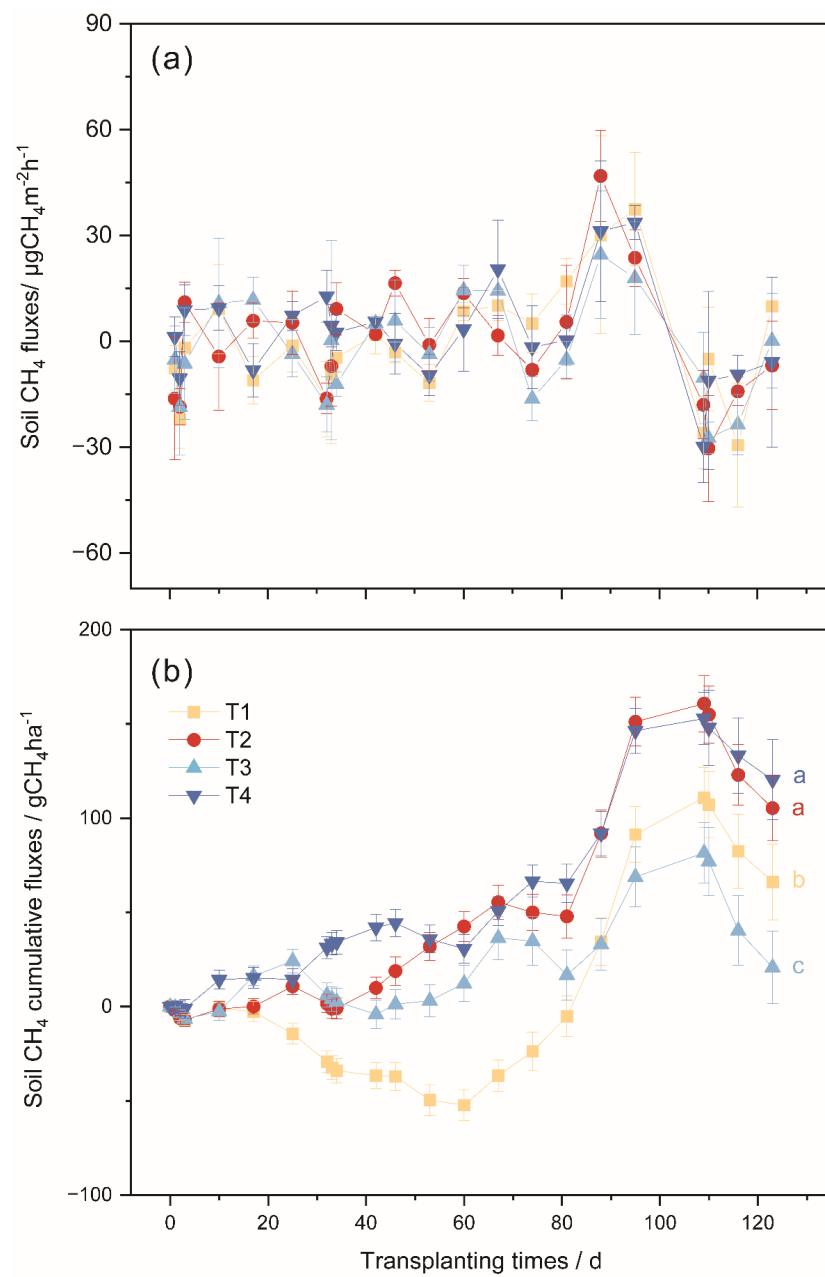 (a)
Soil CH₄ fluxes/ μgCH₄m⁻²h⁻¹
90
60
30
0
−30
−60
(b)
T1
T2
T3
T4
Soil CH₄ cumulative fluxes / gCH₄ha⁻¹
200
100
0
−100
a
a
b
c
0 20 40 60 80 100 120
Transplanting times / d